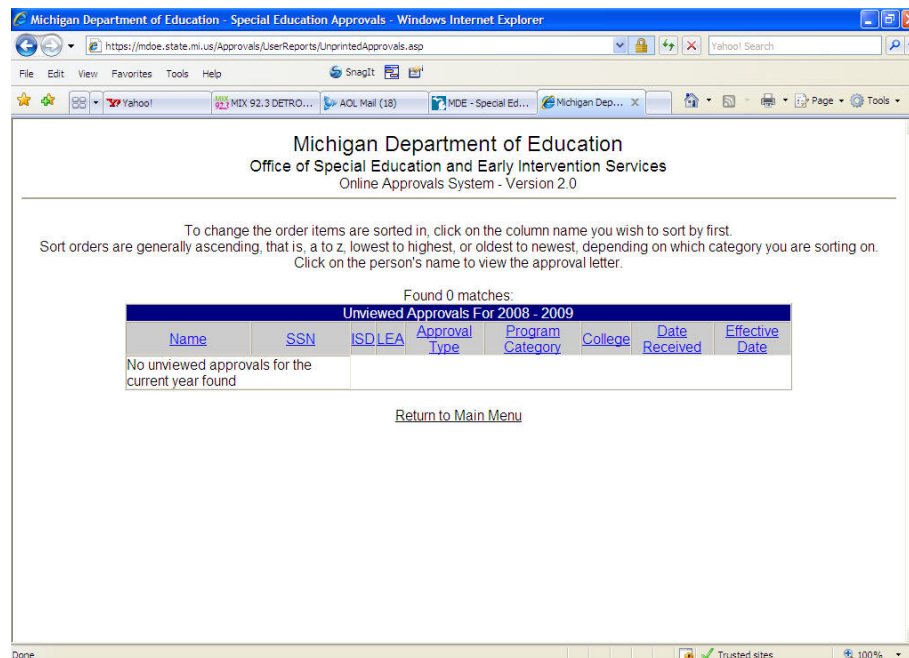 Michigan Department of Education - Special Education Approvals - Windows Internet Explorer
https://mdoe.state.mi.us/Approvals/UserReports/UnprintedApprovals.asp
Yahoo! Search
File Edit View Favorites Tools Help
SnagIt
Yahoo!
MIX 92.3 DETRO...
AOL Mail (18)
MDE - Special Ed...
Michigan Dep...
Page
Tools
Michigan Department of Education
Office of Special Education and Early Intervention Services
Online Approvals System - Version 2.0
To change the order items are sorted in, click on the column name you wish to sort by first.
Sort orders are generally ascending, that is, a to z, lowest to highest, or oldest to newest, depending on which category you are sorting on.
Click on the person's name to view the approval letter.
Found 0 matches:
Unviewed Approvals For 2008 - 2009
Name SSN ISD LEA Approval Type Program Category College Date Received Effective Date
No unviewed approvals for the
current year found
Return to Main Menu
Done Trusted sites 100%